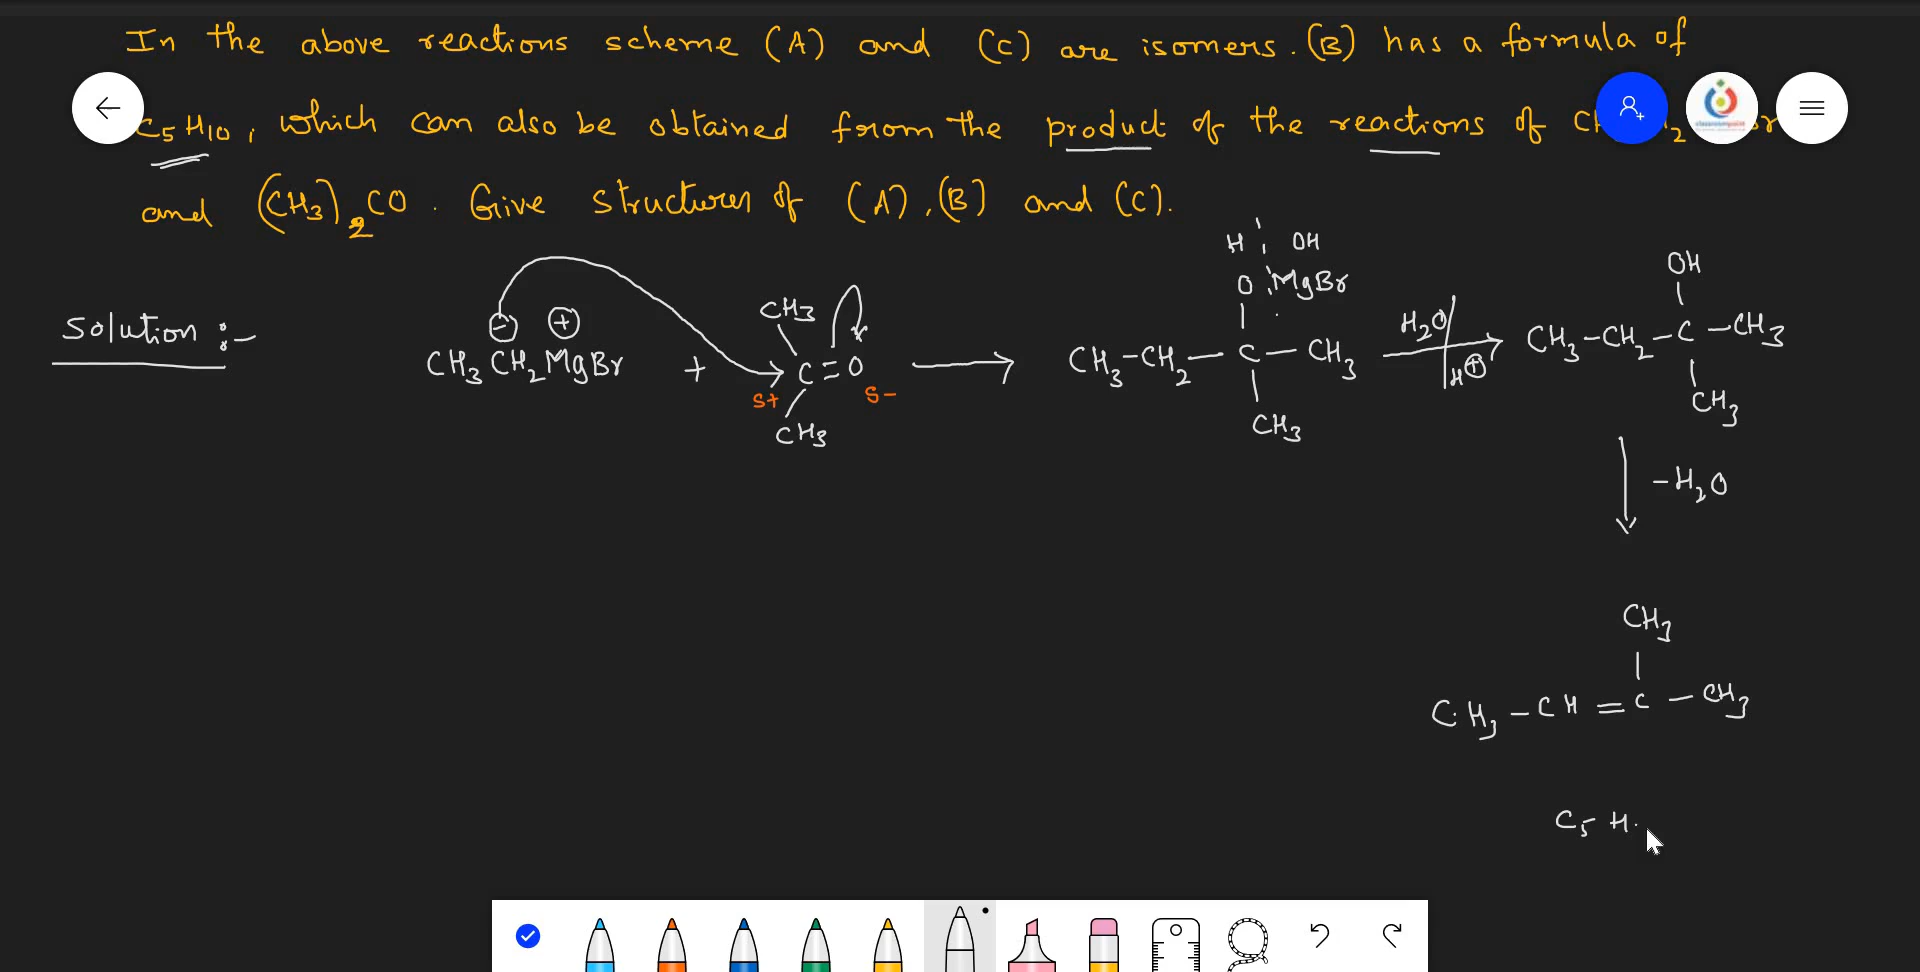 In the above reactions scheme (A) and (C) are isomers. (B) has a formula of
C5H10, which can also be obtained from the product of the reactions of
and (CH3)2CO. Give structures of (A), (B) and (C).
Solution :-
CH3CH2MgBr + CH3 C=O CH3 δ+ δ-
H OH
O MgBr
CH3-CH2-C-CH3
CH3
H2O/H⊕
OH
CH3-CH2-C-CH3
CH3
-H2O
CH3
CH3-CH=C-CH3
C5H